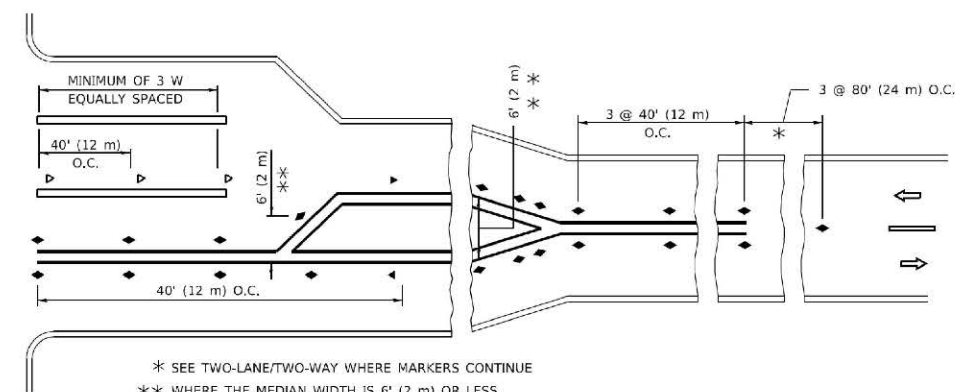 MINIMUM OF 3 W
EQUALLY SPACED
40' (12 m)
O.C.
6' (2 m)
**
6' (2 m)
**
3 @ 40' (12 m)
O.C.
*
3 @ 80' (24 m) O.C.
40' (12 m) O.C.
* SEE TWO-LANE/TWO-WAY WHERE MARKERS CONTINUE
** WHERE THE MEDIAN WIDTH IS 6' (2 m) OR LESS